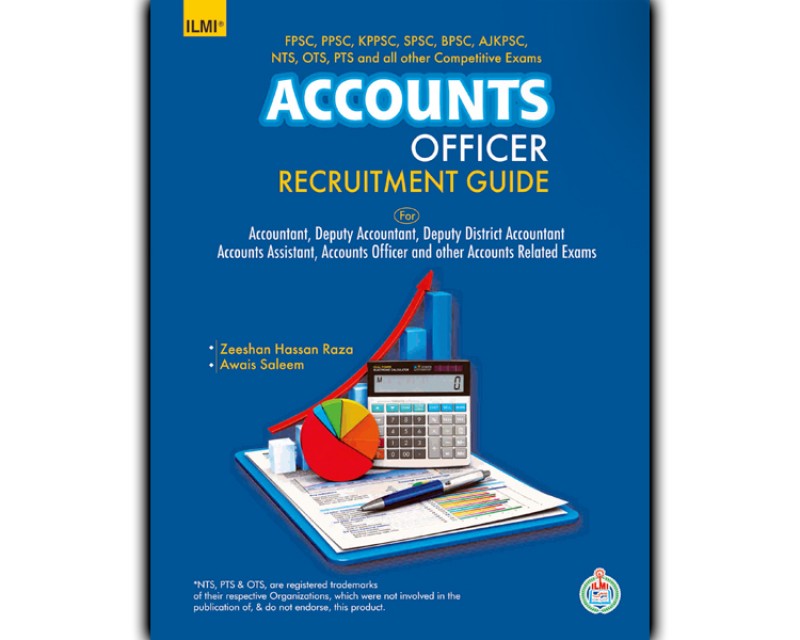 ILMI®
FPSC, PPSC, KPPSC, SPSC, BPSC, AJKPSC,
NTS, OTS, PTS and all other Competitive Exams
ACCOUNTS
OFFICER
RECRUITMENT GUIDE
For
Accountant, Deputy Accountant, Deputy District Accountant
Accounts Assistant, Accounts Officer and other Accounts Related Exams
• Zeeshan Hassan Raza
• Awais Saleem
M 0
*NTS, PTS & OTS, are registered trademarks
of their respective Organizations, which were not involved in the
publication of, & do not endorse, this product.
ILMI